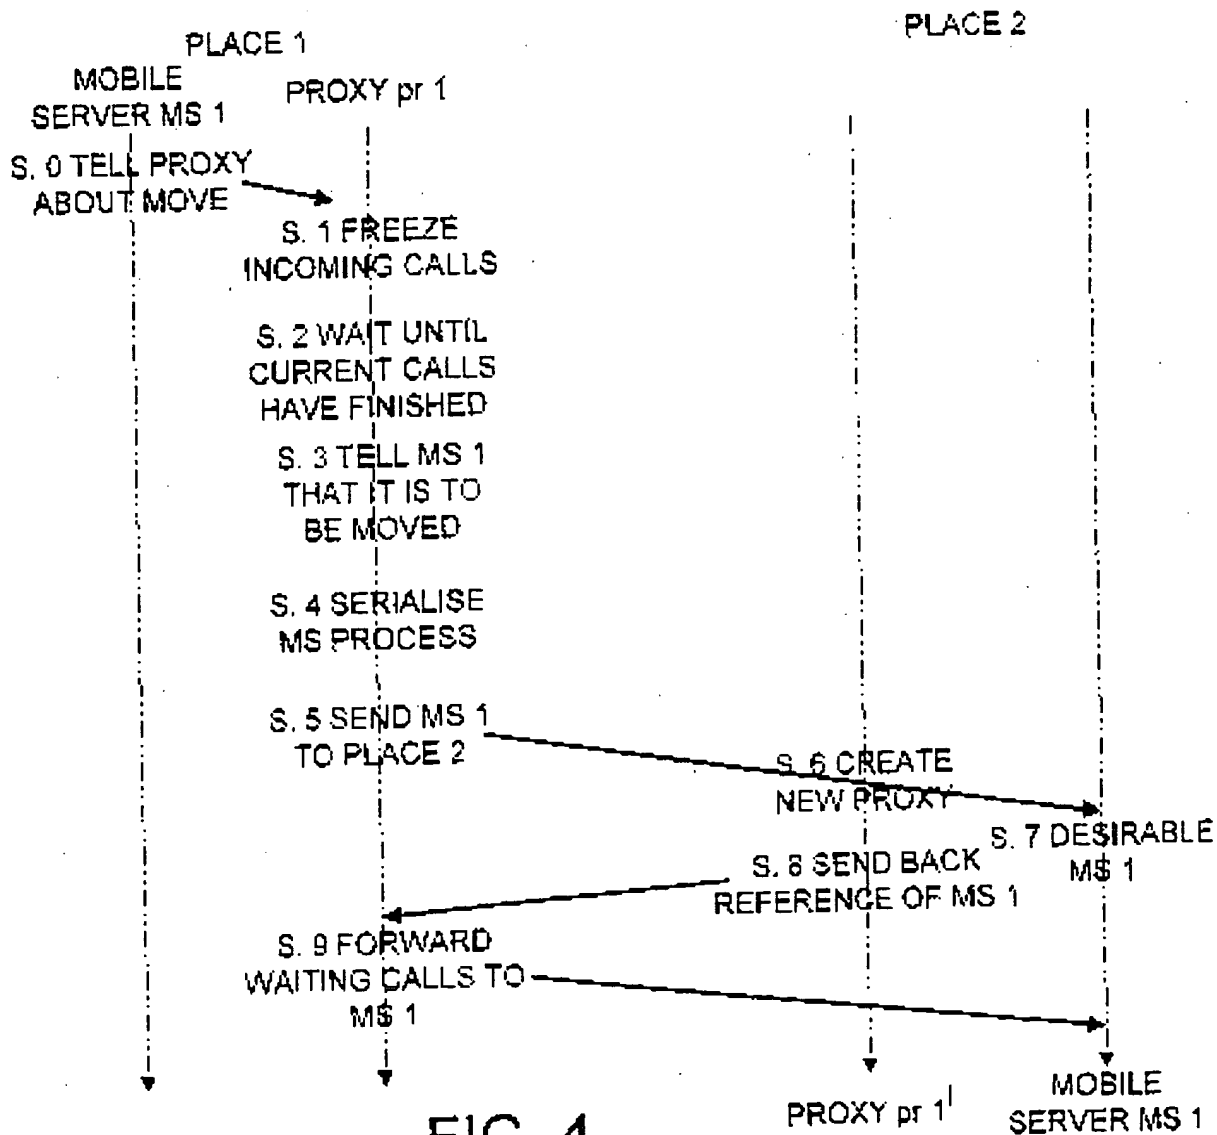 PLACE 1
PLACE 2
MOBILE
SERVER MS 1
PROXY pr 1
S. 0 TELL PROXY
ABOUT MOVE
S. 1 FREEZE
INCOMING CALLS
S. 2 WAIT UNTIL
CURRENT CALLS
HAVE FINISHED
S. 3 TELL MS 1
THAT IT IS TO
BE MOVED
S. 4 SERIALISE
MS PROCESS
S. 5 SEND MS 1
TO PLACE 2
S. 6 CREATE
NEW PROXY
S. 7 DESIRABLE
MS 1
S. 8 SEND BACK
REFERENCE OF MS 1
S. 9 FORWARD
WAITING CALLS TO
MS 1
PROXY pr 1|
MOBILE
SERVER MS 1
FIG. 4